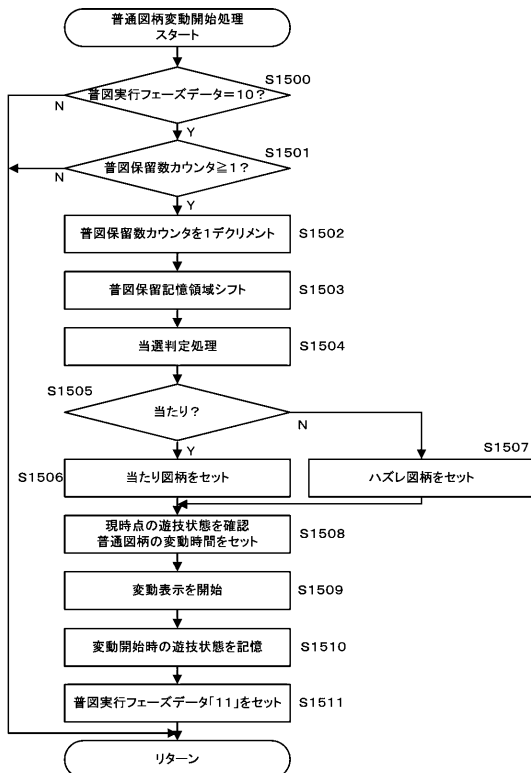 普通図柄変動開始処理
スタート
S1500
普図実行フェーズデータ=10?
N
Y
S1501
普図保留数カウンタ≧1?
N
Y
普図保留数カウンタを1デクリメント
S1502
普図保留記憶領域シフト
S1503
当選判定処理
S1504
S1505
当たり?
N
Y
S1507
S1506
当たり図柄をセット
ハズレ図柄をセット
現時点の遊技状態を確認
普通図柄の変動時間をセット
S1508
変動表示を開始
S1509
変動開始時の遊技状態を記憶
S1510
普図実行フェーズデータ「11」をセット
S1511
リターン